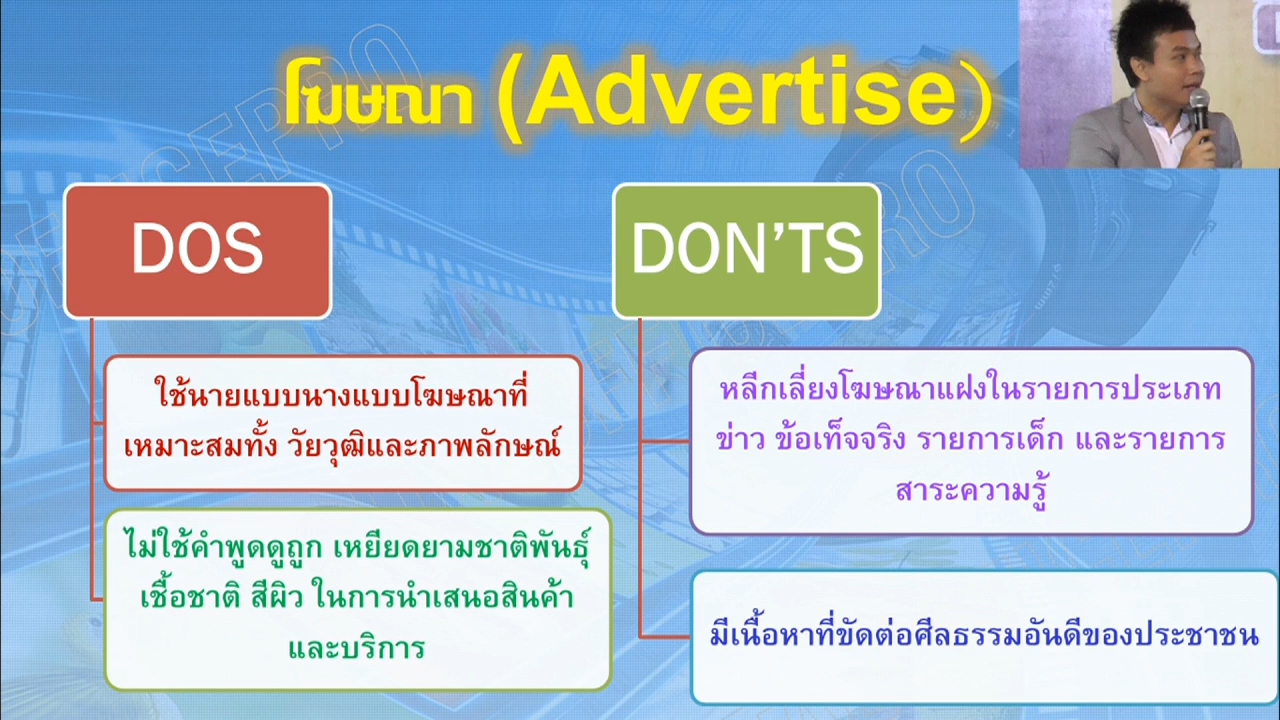 โฆษณา (Advertise)
DOS
DON'TS
ใช้นายแบบนางแบบโฆษณาที่
เหมาะสมทั้ง วัยวุฒิและภาพลักษณ์
ไม่ใช้คำพูดดูถูก เหยียดยามชาติพันธุ์
เชื้อชาติ สีผิว ในการนำเสนอสินค้า
และบริการ
หลีกเลี่ยงโฆษณาแฝงในรายการประเภท
ข่าว ข้อเท็จจริง รายการเด็ก และรายการ
สาระความรู้
มีเนื้อหาที่ขัดต่อศีลธรรมอันดีของประชาชน